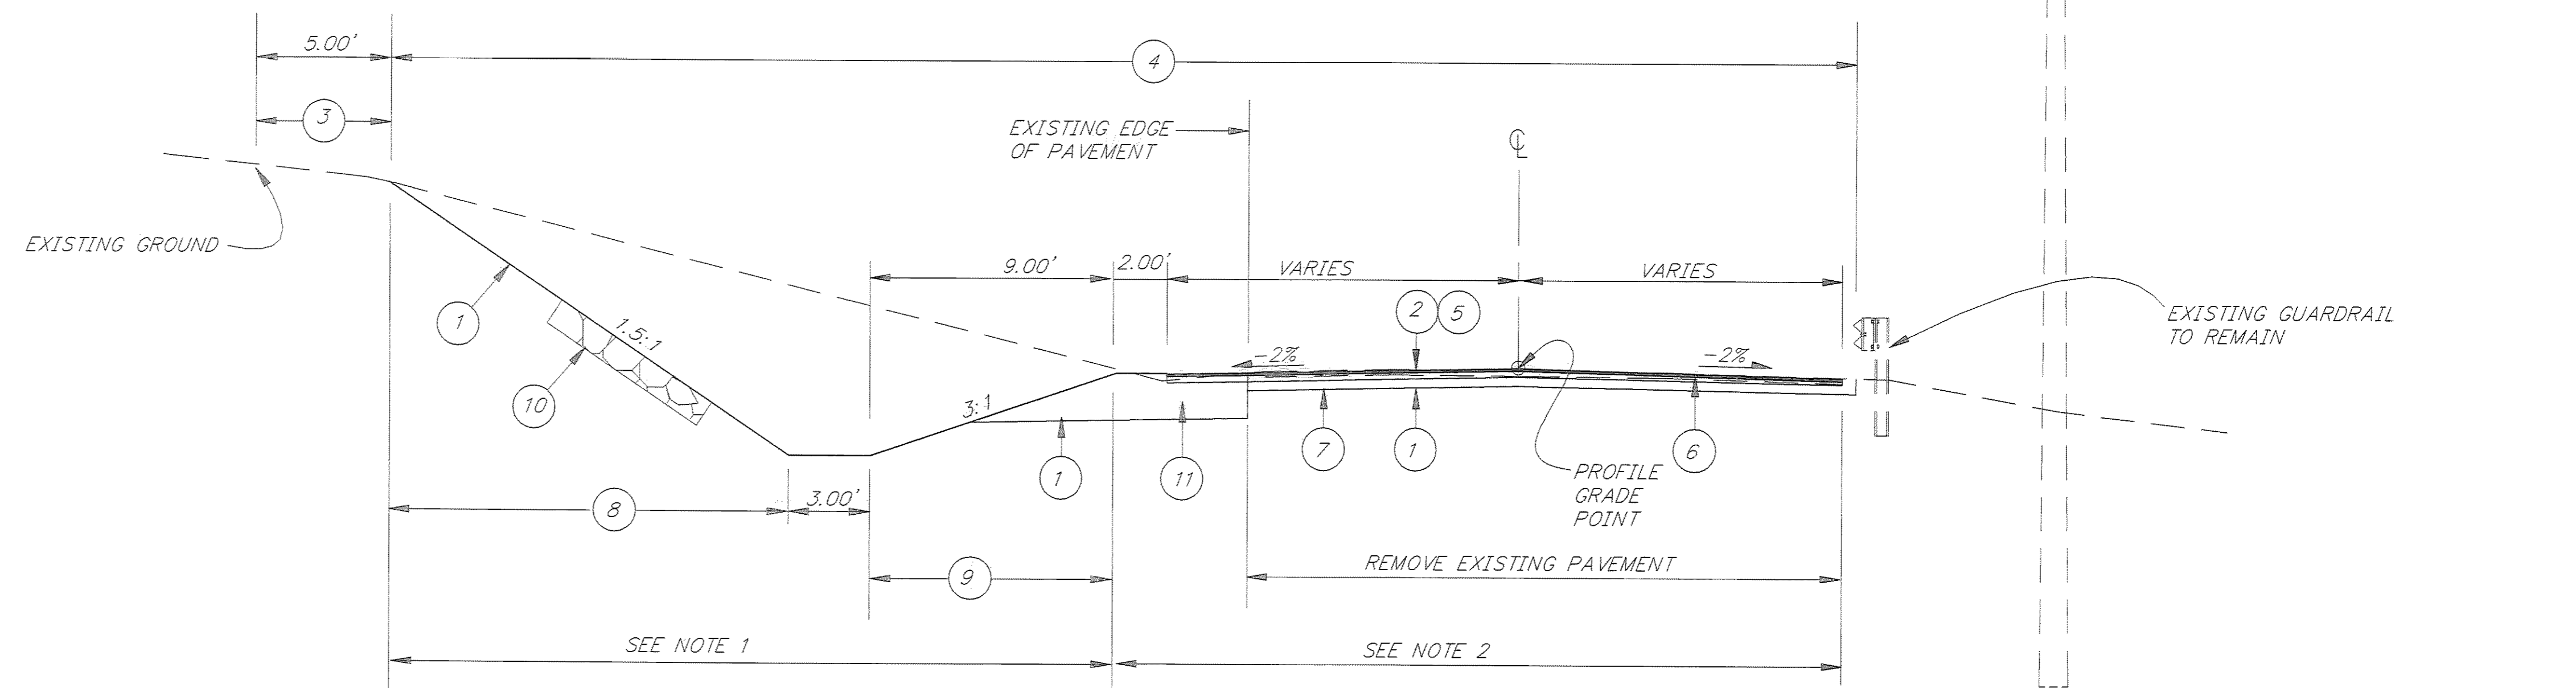 5.00'
4
3
EXISTING EDGE
OF PAVEMENT
℄
EXISTING GROUND
9.00'
2.00'
VARIES
VARIES
1
2
5
EXISTING GUARDRAIL
TO REMAIN
1.5:1
-2%
-2%
10
3:1
1
11
7
1
6
PROFILE
GRADE
POINT
8
3.00'
9
REMOVE EXISTING PAVEMENT
SEE NOTE 1
SEE NOTE 2